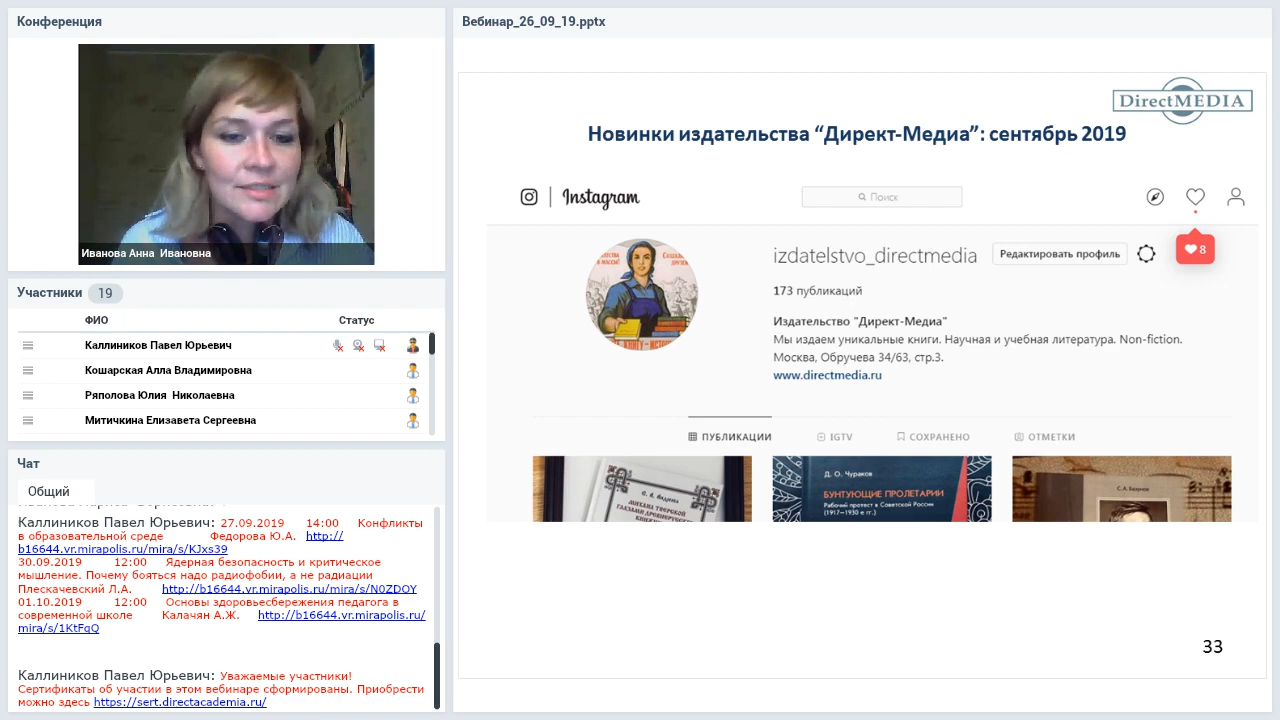 Конференция
Иванова Анна Ивановна
Участники 19
ФИО Статус
Каллиников Павел Юрьевич
Кошарская Алла Владимировна
Ряполова Юлия Николаевна
Митичкина Елизавета Сергеевна
Чат
Общий
Каллиников Павел Юрьевич: 27.09.2019 14:00 Конфликты
в образовательной среде Федорова Ю.А. http://
b16644.vr.mirapolis.ru/mira/s/KJxs39
30.09.2019 12:00 Ядерная безопасность и критическое
мышление. Почему бояться надо радиофобии, а не радиации
Плескачевский Л.А. http://b16644.vr.mirapolis.ru/mira/s/N0ZDOY
01.10.2019 12:00 Основы здоровьесбережения педагога в
современной школе Калачян А.Ж. http://b16644.vr.mirapolis.ru/
mira/s/1KtFqQ
Каллиников Павел Юрьевич: Уважаемые участники!
Сертификаты об участии в этом вебинаре сформированы. Приобрести
можно здесь https://sert.directacademia.ru/
Вебинар_26_09_19.pptx
DirectMEDIA
Новинки издательства “Директ-Медиа”: сентябрь 2019
Instagram
Поиск
8
izdatelstvo_directmedia Редактировать профиль
173 публикаций
Издательство "Директ-Медиа"
Мы издаем уникальные книги. Научная и учебная литература. Non-fiction.
Москва, Обручева 34/63, стр.3.
www.directmedia.ru
ПУБЛИКАЦИИ IGTV СОХРАНЕНО ОТМЕТКИ
Д. О. Чураков
БУНТУЮЩИЕ ПРОЛЕТАРИИ
Рабочий протест в Советской России
(1917–1930 е гг.)
33